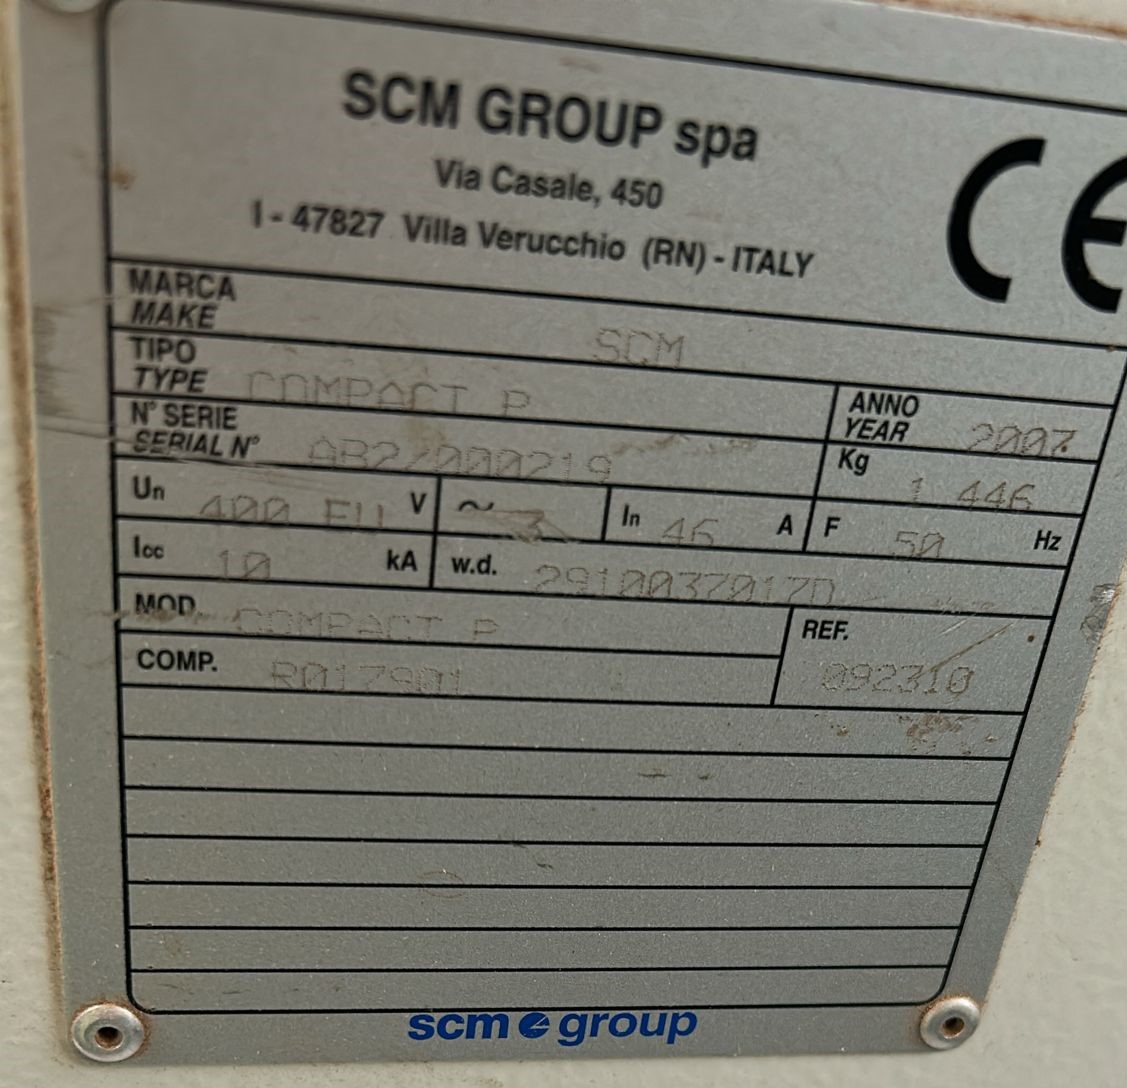 SCM GROUP spa
Via Casale, 450
I - 47827 Villa Verucchio (RN) - ITALY
CE
MARCA
MAKE SCM
TIPO
TYPE COMPACT P
ANNO
YEAR 2007
N° SERIE
SERIAL N° AB2/000219
Kg 1 446
Un 400 EU V ~ 3 In 46 A F 50 Hz
Icc 10 kA w.d. 29100370170
MOD. COMPACT P
REF. 092310
COMP. R017901
scm group